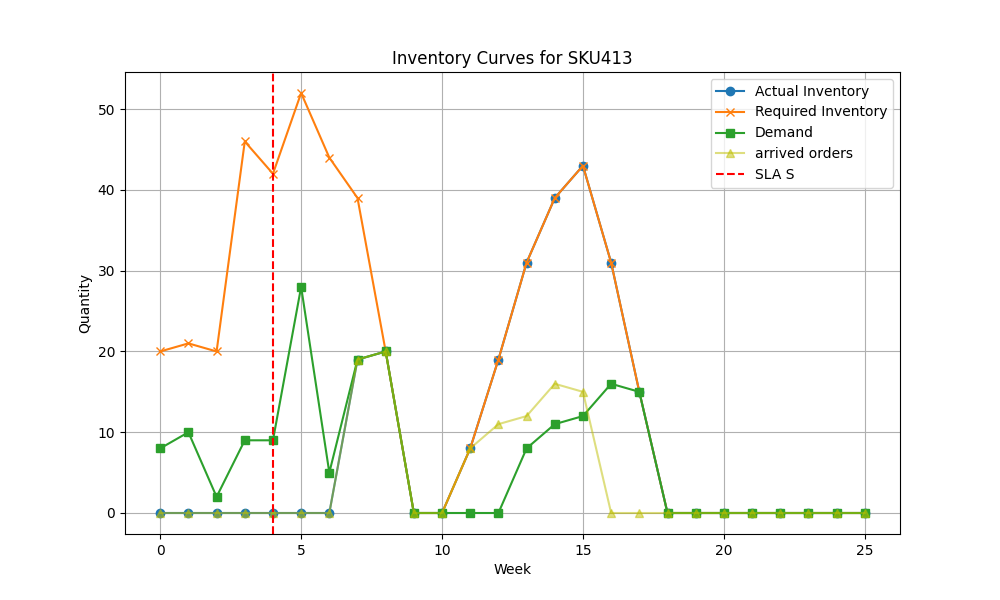 Inventory Curves for SKU413
Actual Inventory
Required Inventory
Demand
arrived orders
SLA S
Quantity
50
40
30
20
10
0
0 5 10 15 20 25
Week